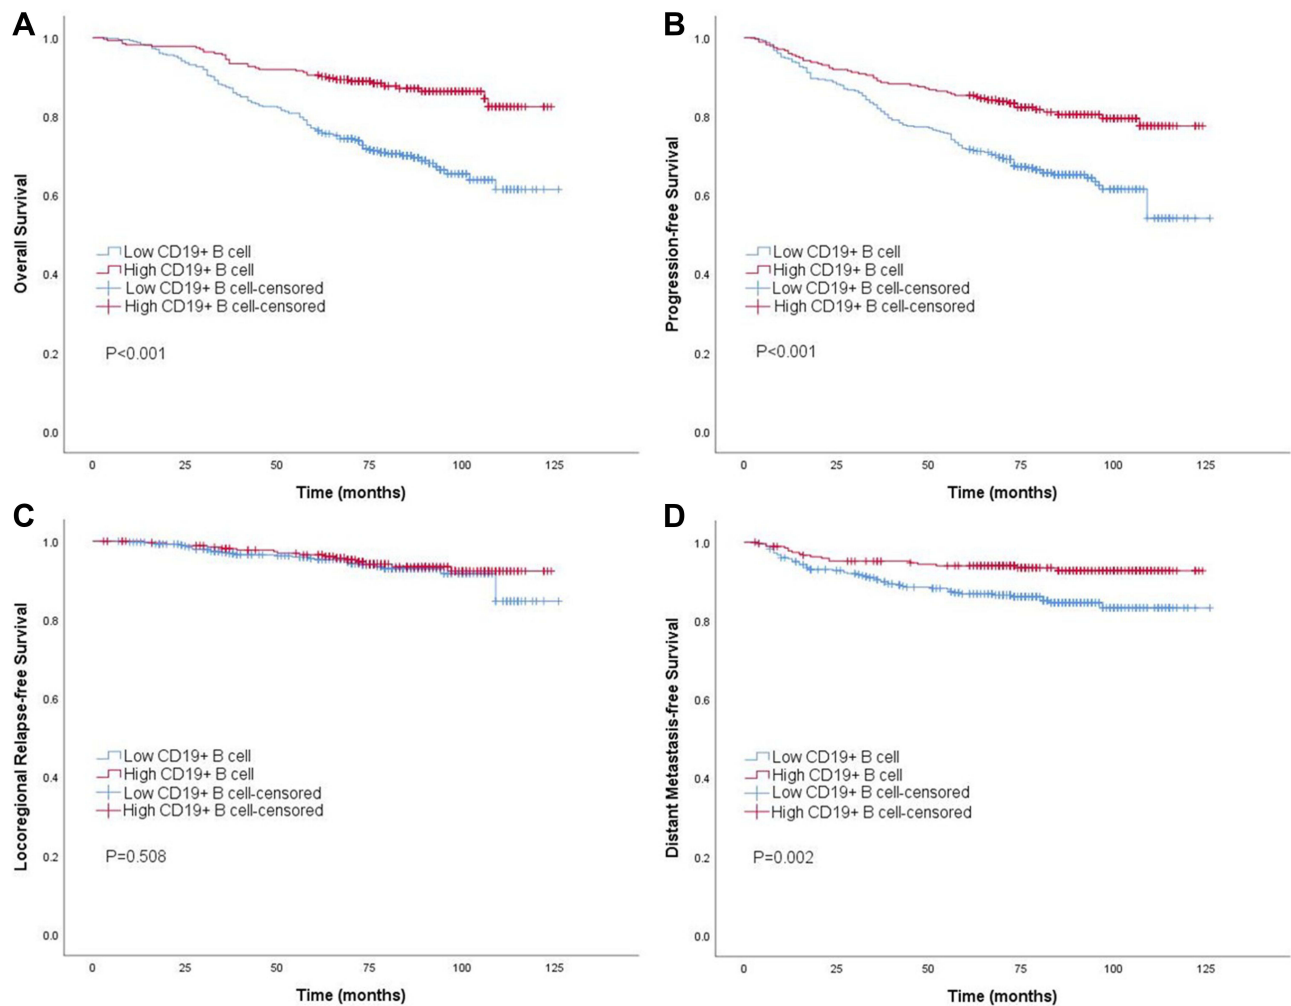 A
1.0
0.8
0.6
0.4
0.2
0.0
Overall Survival
Low CD19+ B cell
High CD19+ B cell
Low CD19+ B cell-censored
High CD19+ B cell-censored
P<0.001
0 25 50 75 100 125
Time (months)
B
1.0
0.8
0.6
0.4
0.2
0.0
Progression-free Survival
Low CD19+ B cell
High CD19+ B cell
Low CD19+ B cell-censored
High CD19+ B cell-censored
P<0.001
0 25 50 75 100 125
Time (months)
C
1.0
0.8
0.6
0.4
0.2
0.0
Locoregional Relapse-free Survival
Low CD19+ B cell
High CD19+ B cell
Low CD19+ B cell-censored
High CD19+ B cell-censored
P=0.508
0 25 50 75 100 125
Time (months)
D
1.0
0.8
0.6
0.4
0.2
0.0
Distant Metastasis-free Survival
Low CD19+ B cell
High CD19+ B cell
Low CD19+ B cell-censored
High CD19+ B cell-censored
P=0.002
0 25 50 75 100 125
Time (months)